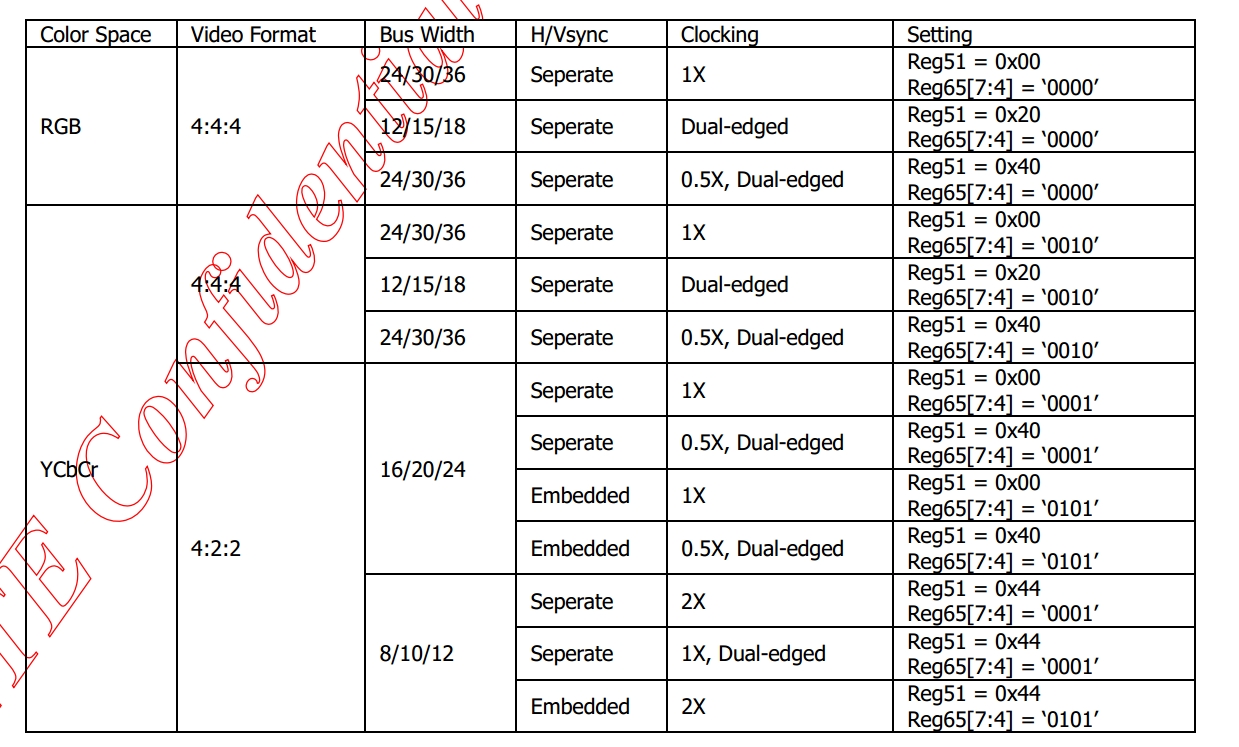 Color Space Video Format Bus Width H/Vsync Clocking Setting
RGB 4:4:4 24/30/36 Seperate 1X Reg51 = 0x00
Reg65[7:4] = ‘0000’
12/15/18 Seperate Dual-edged Reg51 = 0x20
Reg65[7:4] = ‘0000’
24/30/36 Seperate 0.5X, Dual-edged Reg51 = 0x40
Reg65[7:4] = ‘0000’
YCbCr 4:4:4 24/30/36 Seperate 1X Reg51 = 0x00
Reg65[7:4] = ‘0010’
12/15/18 Seperate Dual-edged Reg51 = 0x20
Reg65[7:4] = ‘0010’
24/30/36 Seperate 0.5X, Dual-edged Reg51 = 0x40
Reg65[7:4] = ‘0010’
4:2:2 16/20/24 Seperate 1X Reg51 = 0x00
Reg65[7:4] = ‘0001’
Seperate 0.5X, Dual-edged Reg51 = 0x40
Reg65[7:4] = ‘0001’
Embedded 1X Reg51 = 0x00
Reg65[7:4] = ‘0101’
Embedded 0.5X, Dual-edged Reg51 = 0x40
Reg65[7:4] = ‘0101’
8/10/12 Seperate 2X Reg51 = 0x44
Reg65[7:4] = ‘0001’
Seperate 1X, Dual-edged Reg51 = 0x44
Reg65[7:4] = ‘0001’
Embedded 2X Reg51 = 0x44
Reg65[7:4] = ‘0101’
Confidential